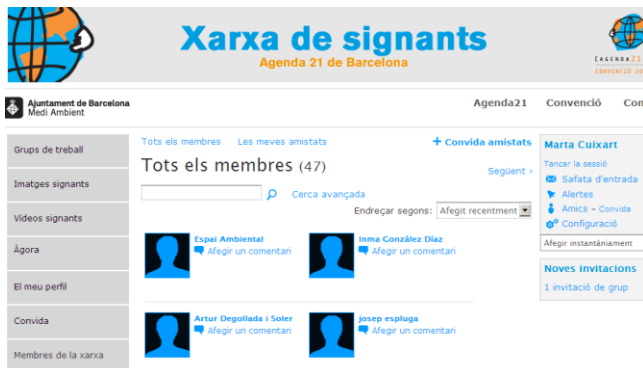 Xarxa de signants
Agenda 21 de Barcelona
Ajuntament de Barcelona
Medi Ambient
Agenda21 Convenció
Grups de treball
Imatges signants
Vídeos signants
Àgora
El meu perfil
Convida
Membres de la xarxa
Tots els membres Les meves amistats + Convida amistats
Tots els membres (47)
Següent »
Cerca avançada
Endreçar segons: Afegit recentment
Espai Ambiental
Afegir un comentari
Inma González Díaz
Afegir un comentari
Artur Degollada i Soler
Afegir un comentari
josep espluga
Afegir un comentari
Marta Cuixart
Tancar la sessió
Safata d'entrada
Alertes
Amics - Convida
Configuració
Afegir instantàniament
Noves invitacions
1 invitació de grup